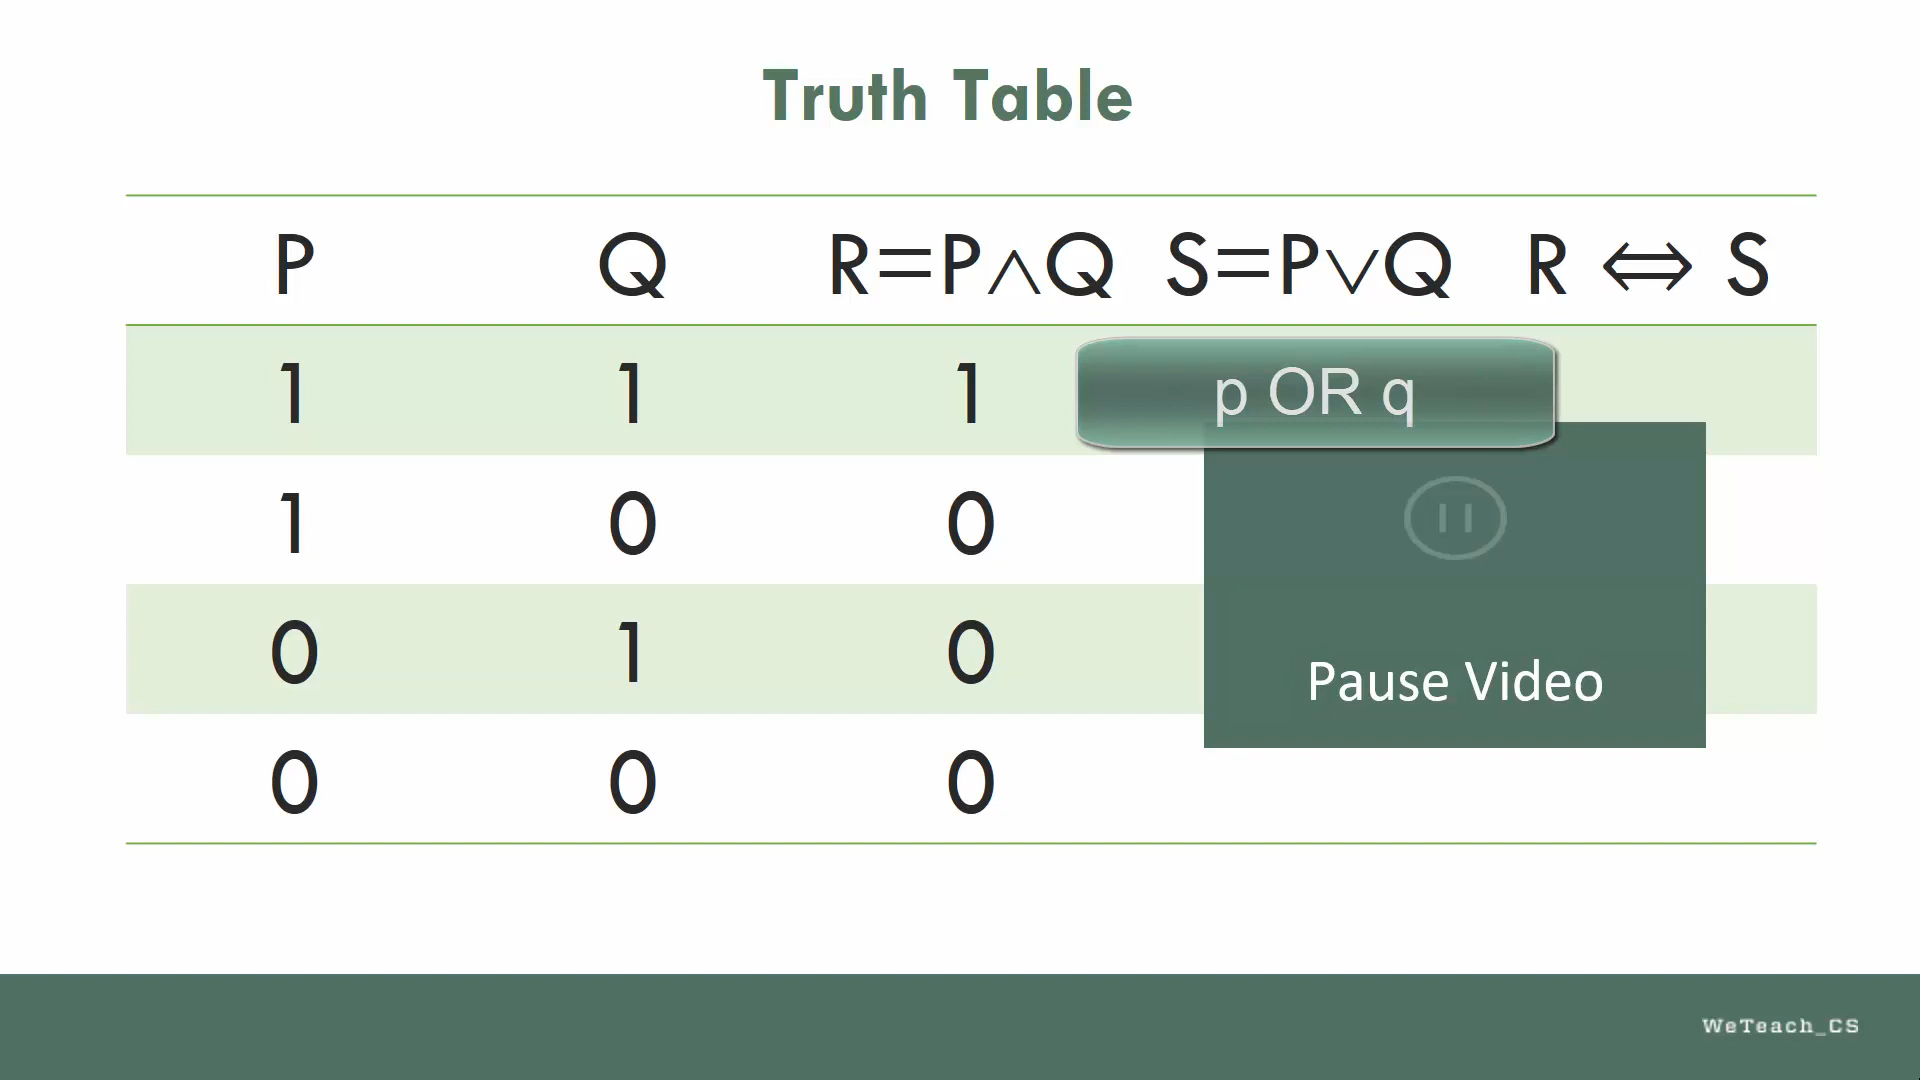 Truth Table
P Q R=P∧Q S=P∨Q R ⇔ S
1 1 1 p OR q
1 0 0
0 1 0
Pause Video
0 0 0
WeTeach_CS